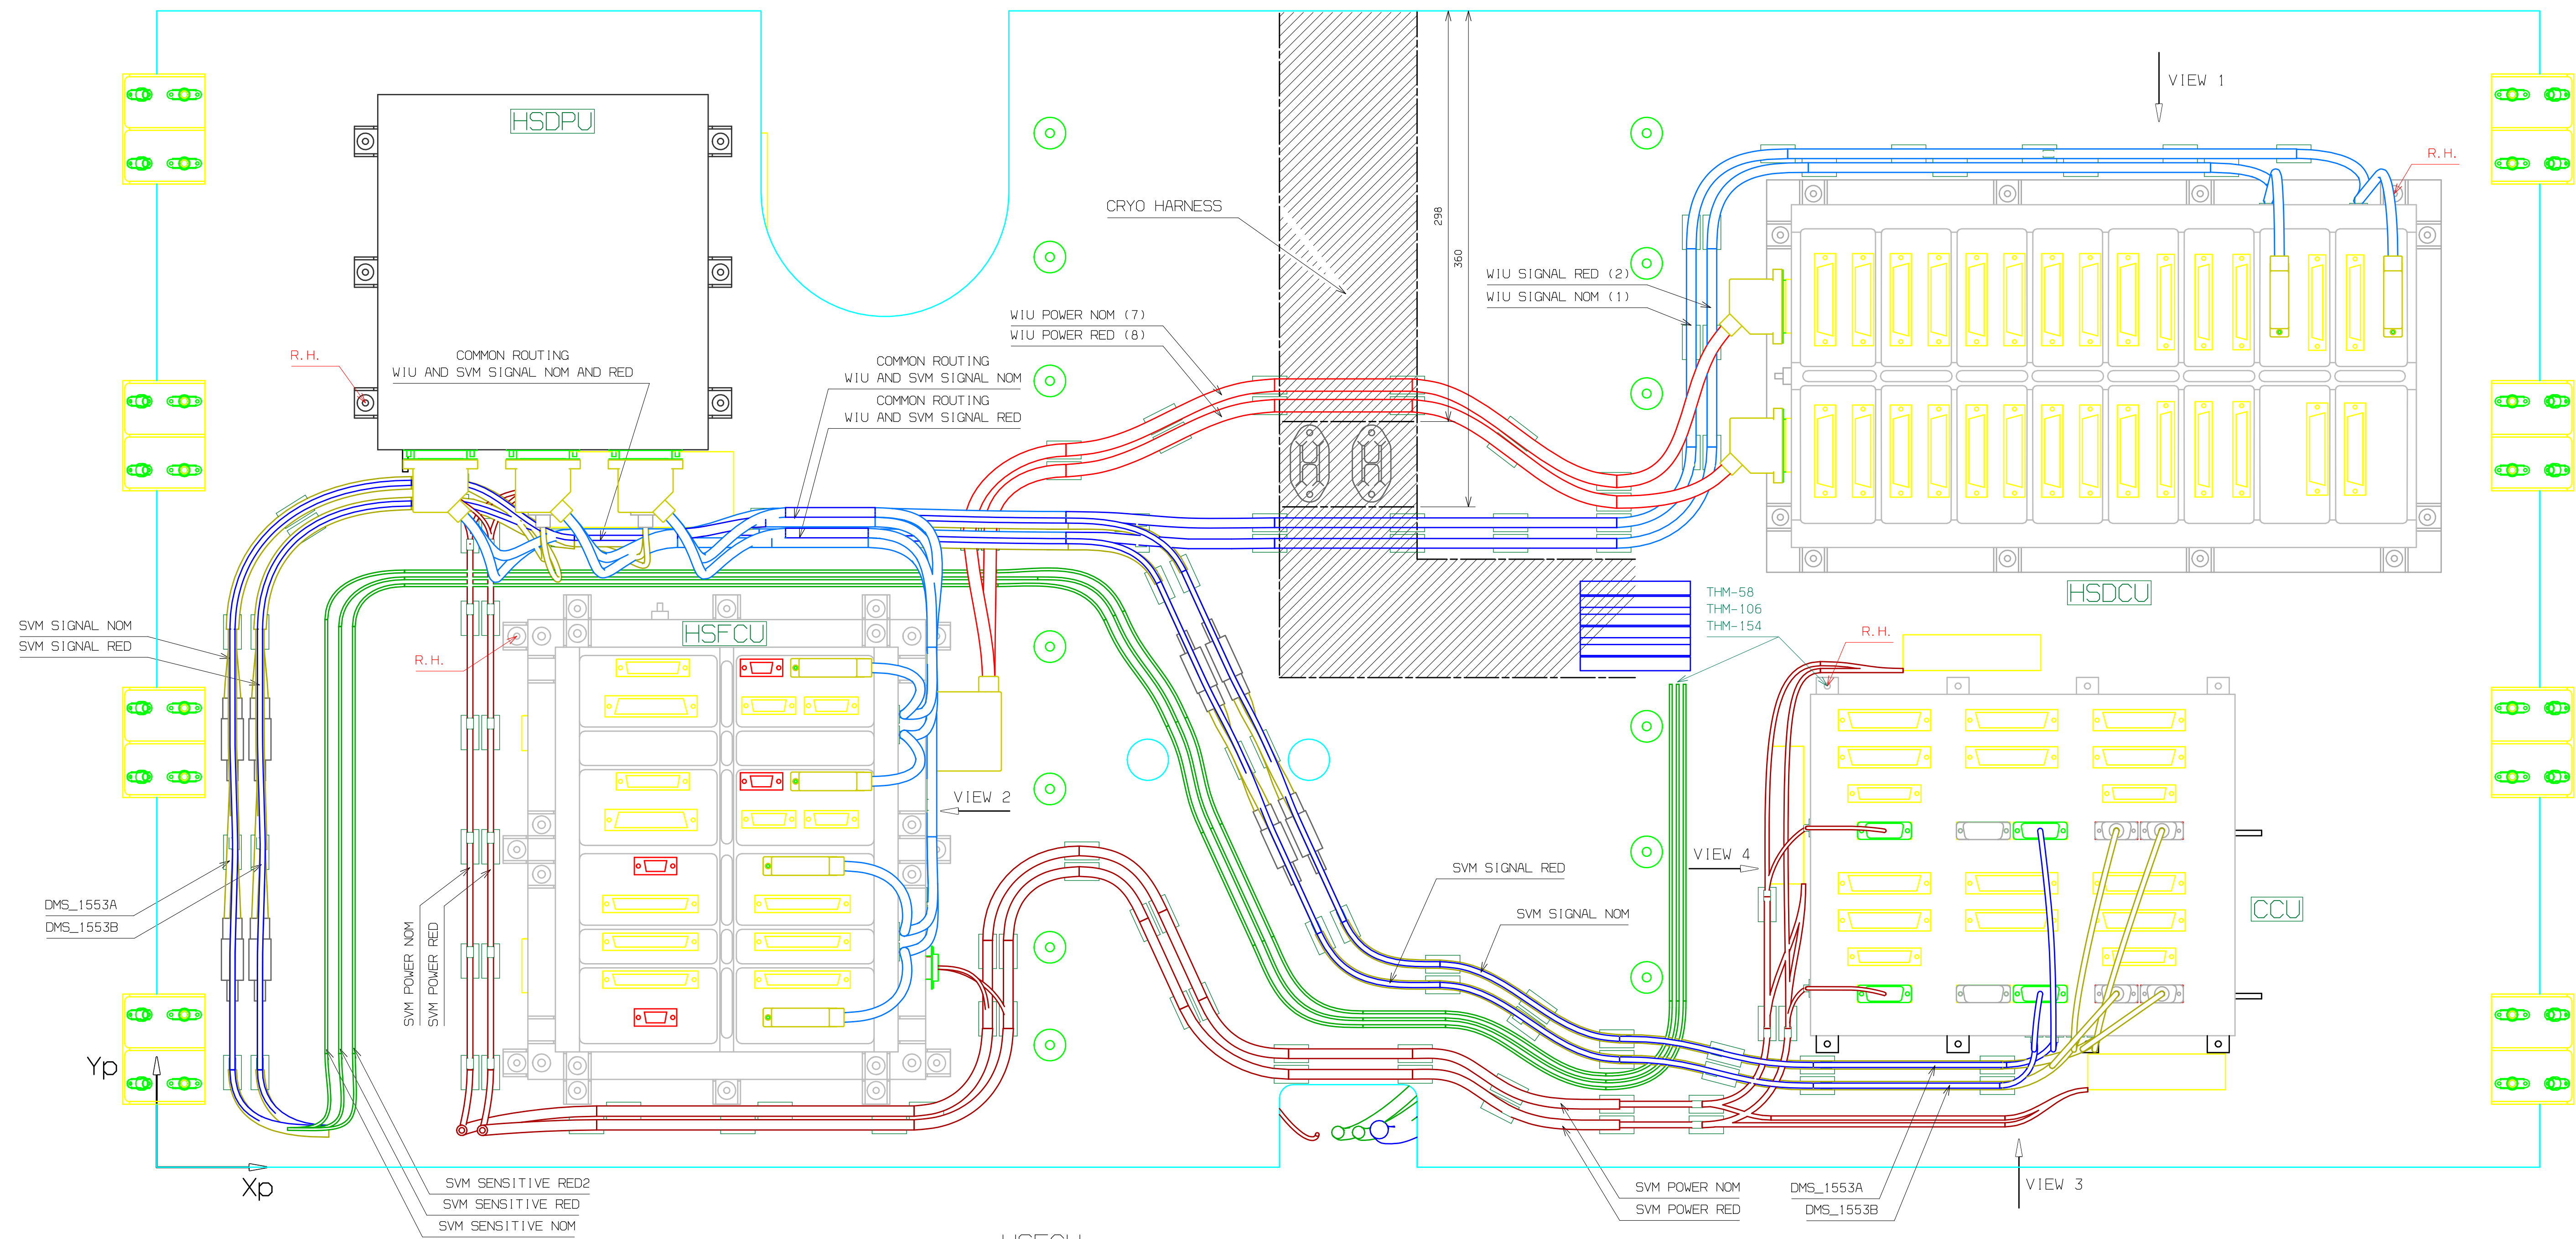 HSDPU
VIEW 1
R.H.
CRYO HARNESS
298
360
WIU SIGNAL RED (2)
WIU SIGNAL NOM (1)
WIU POWER NOM (7)
WIU POWER RED (8)
R.H.
COMMON ROUTING
WIU AND SVM SIGNAL NOM AND RED
COMMON ROUTING
WIU AND SVM SIGNAL NOM
COMMON ROUTING
WIU AND SVM SIGNAL RED
HSDCU
THM-58
THM-106
THM-154
R.H.
SVM SIGNAL NOM
SVM SIGNAL RED
HSFCU
R.H.
VIEW 2
VIEW 4
SVM SIGNAL RED
SVM SIGNAL NOM
CCU
DMS_1553A
DMS_1553B
SVM POWER NOM
SVM POWER RED
Yp
Xp
SVM SENSITIVE RED2
SVM SENSITIVE RED
SVM SENSITIVE NOM
SVM POWER NOM
SVM POWER RED
DMS_1553A
DMS_1553B
VIEW 3